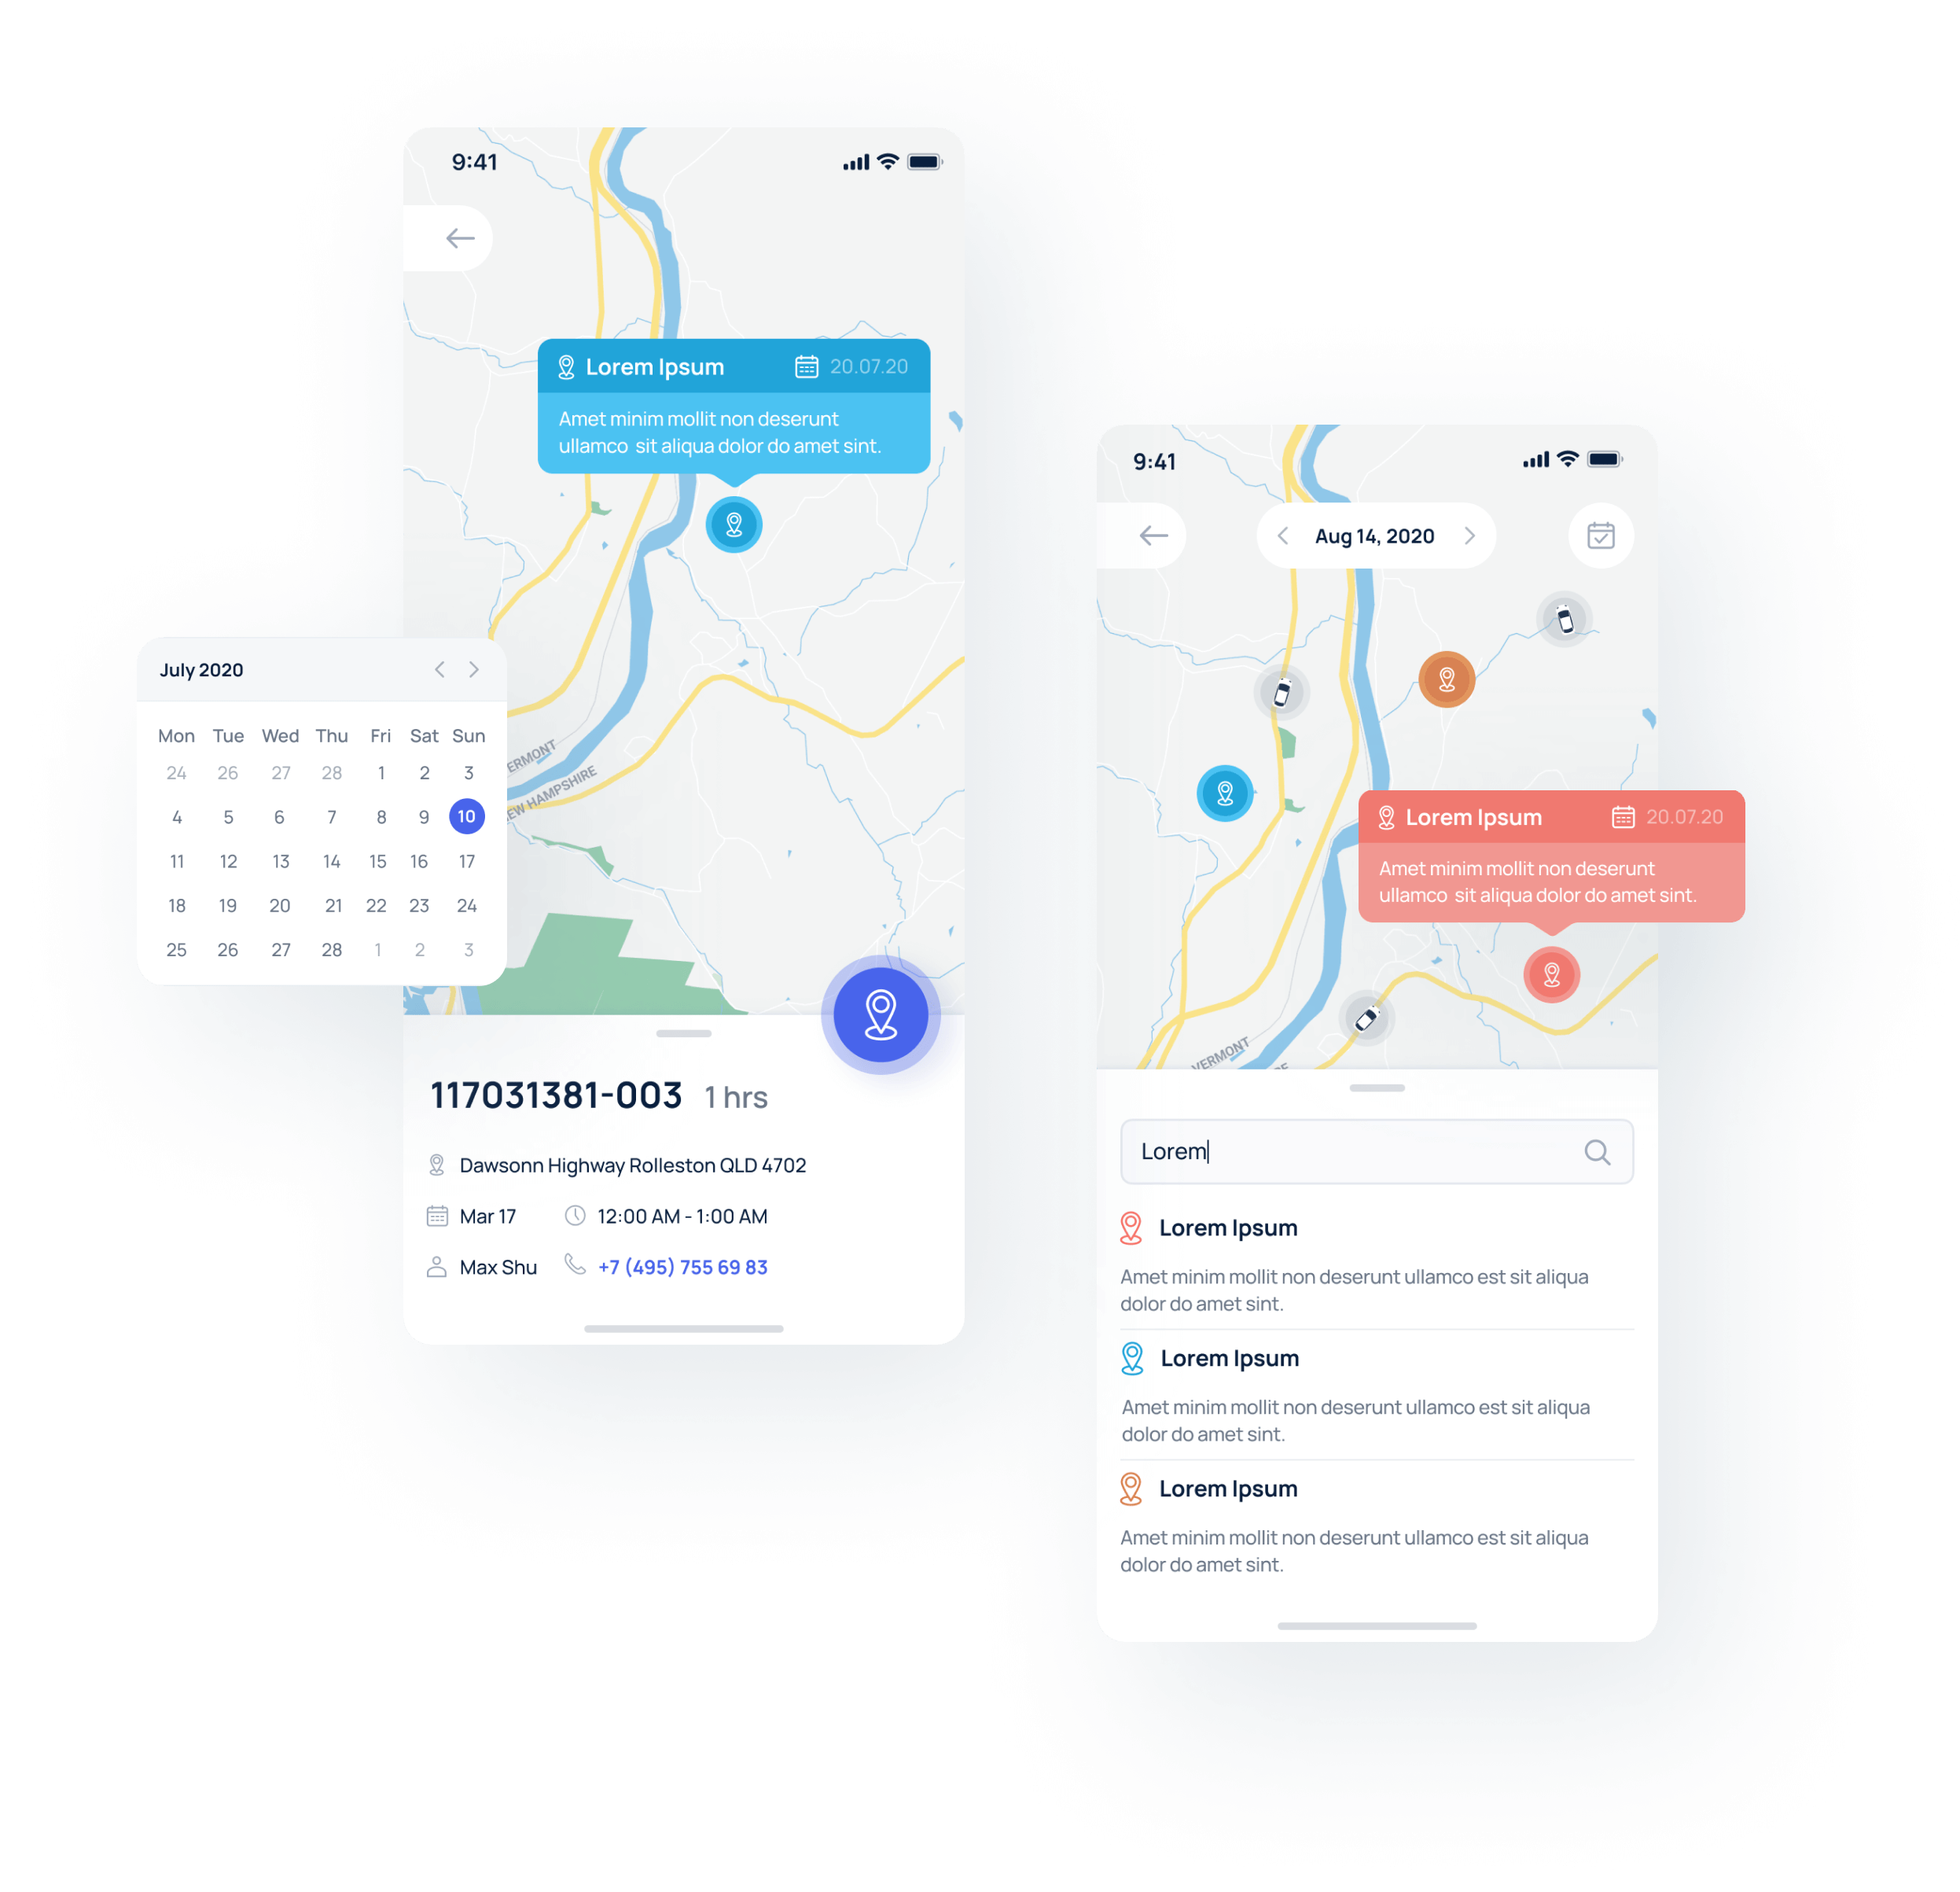 9:41
Lorem Ipsum 20.07.20
Amet minim mollit non deserunt
ullamco sit aliqua dolor do amet sint.
July 2020
Mon Tue Wed Thu Fri Sat Sun
24 26 27 28 1 2 3
4 5 6 7 8 9 10
11 12 13 14 15 16 17
18 19 20 21 22 23 24
25 26 27 28 1 2 3
ERMONT
EW HAMPSHIRE
117031381-003 1 hrs
Dawsonn Highway Rolleston QLD 4702
Mar 17 12:00 AM - 1:00 AM
Max Shu +7 (495) 755 69 83
9:41
Aug 14, 2020
Lorem Ipsum 20.07.20
Amet minim mollit non deserunt
ullamco sit aliqua dolor do amet sint.
VERMONT
Lorem
Lorem Ipsum
Amet minim mollit non deserunt ullamco est sit aliqua
dolor do amet sint.
Lorem Ipsum
Amet minim mollit non deserunt ullamco est sit aliqua
dolor do amet sint.
Lorem Ipsum
Amet minim mollit non deserunt ullamco est sit aliqua
dolor do amet sint.